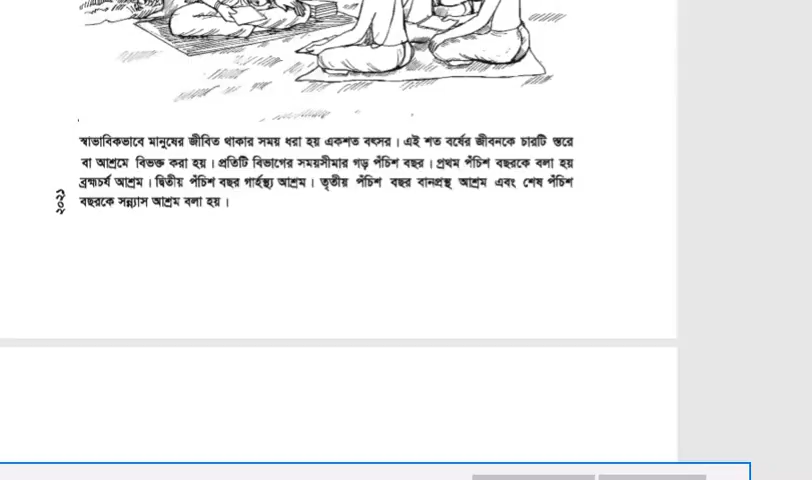 স্বাভাবিকভাবে মানুষের জীবিত থাকার সময় ধরা হয় একশত বৎসর। এই শত বর্ষের জীবনকে চারটি স্তরে
বা আশ্রমে বিভক্ত করা হয়। প্রতিটি বিভাগের সময়সীমার গড় পঁচিশ বছর। প্রথম পঁচিশ বছরকে বলা হয়
ব্রহ্মচর্য আশ্রম। দ্বিতীয় পঁচিশ বছর গার্হস্থ্য আশ্রম। তৃতীয় পঁচিশ বছর বানপ্রস্থ আশ্রম এবং শেষ পঁচিশ
বছরকে সন্ন্যাস আশ্রম বলা হয়।
২০২১